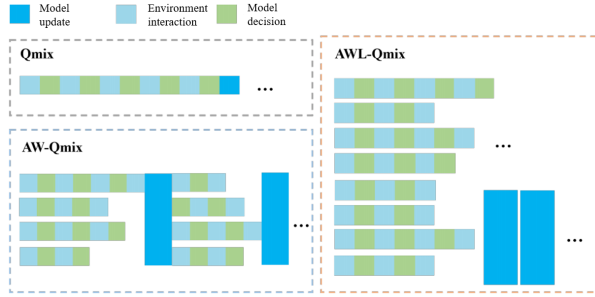 Model update
Environment interaction
Model decision
Qmix
...
AW-Qmix
...
AWL-Qmix
...
...